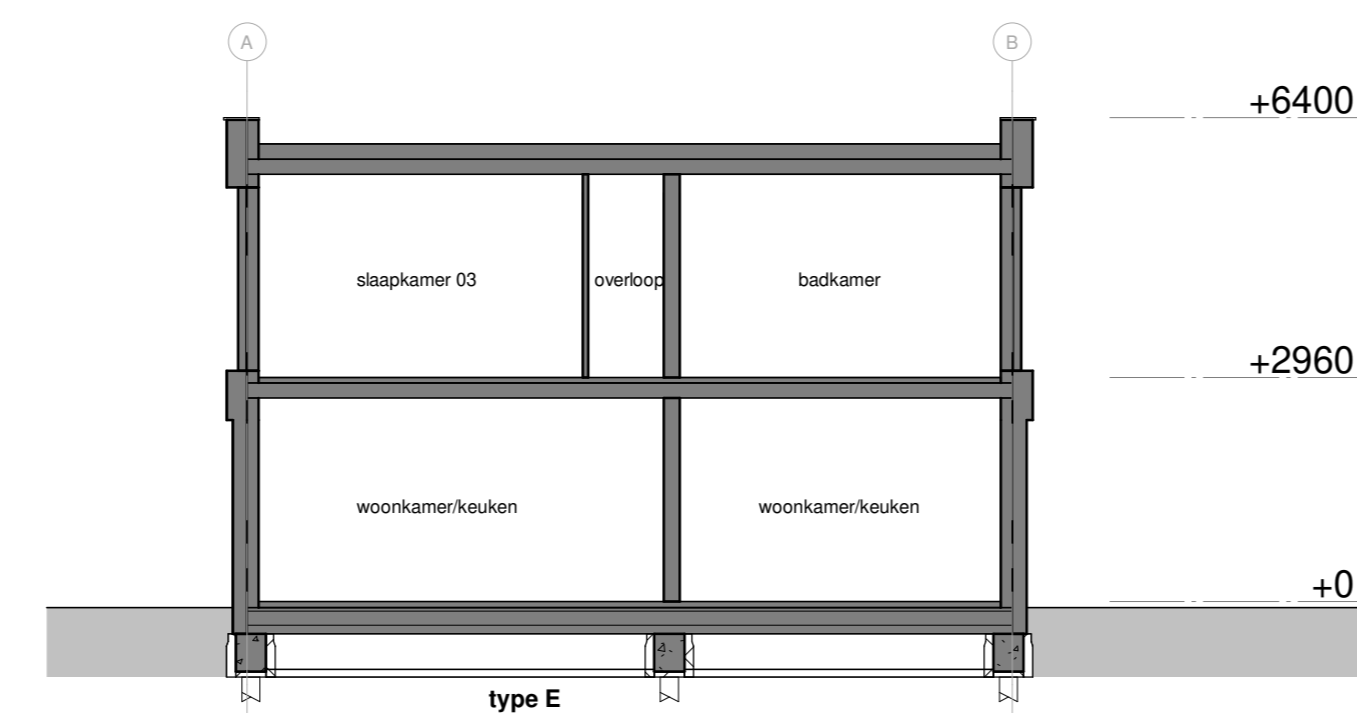 A B
+6400
slaapkamer 03 overloop badkamer
+2960
woonkamer/keuken woonkamer/keuken
+0
type E